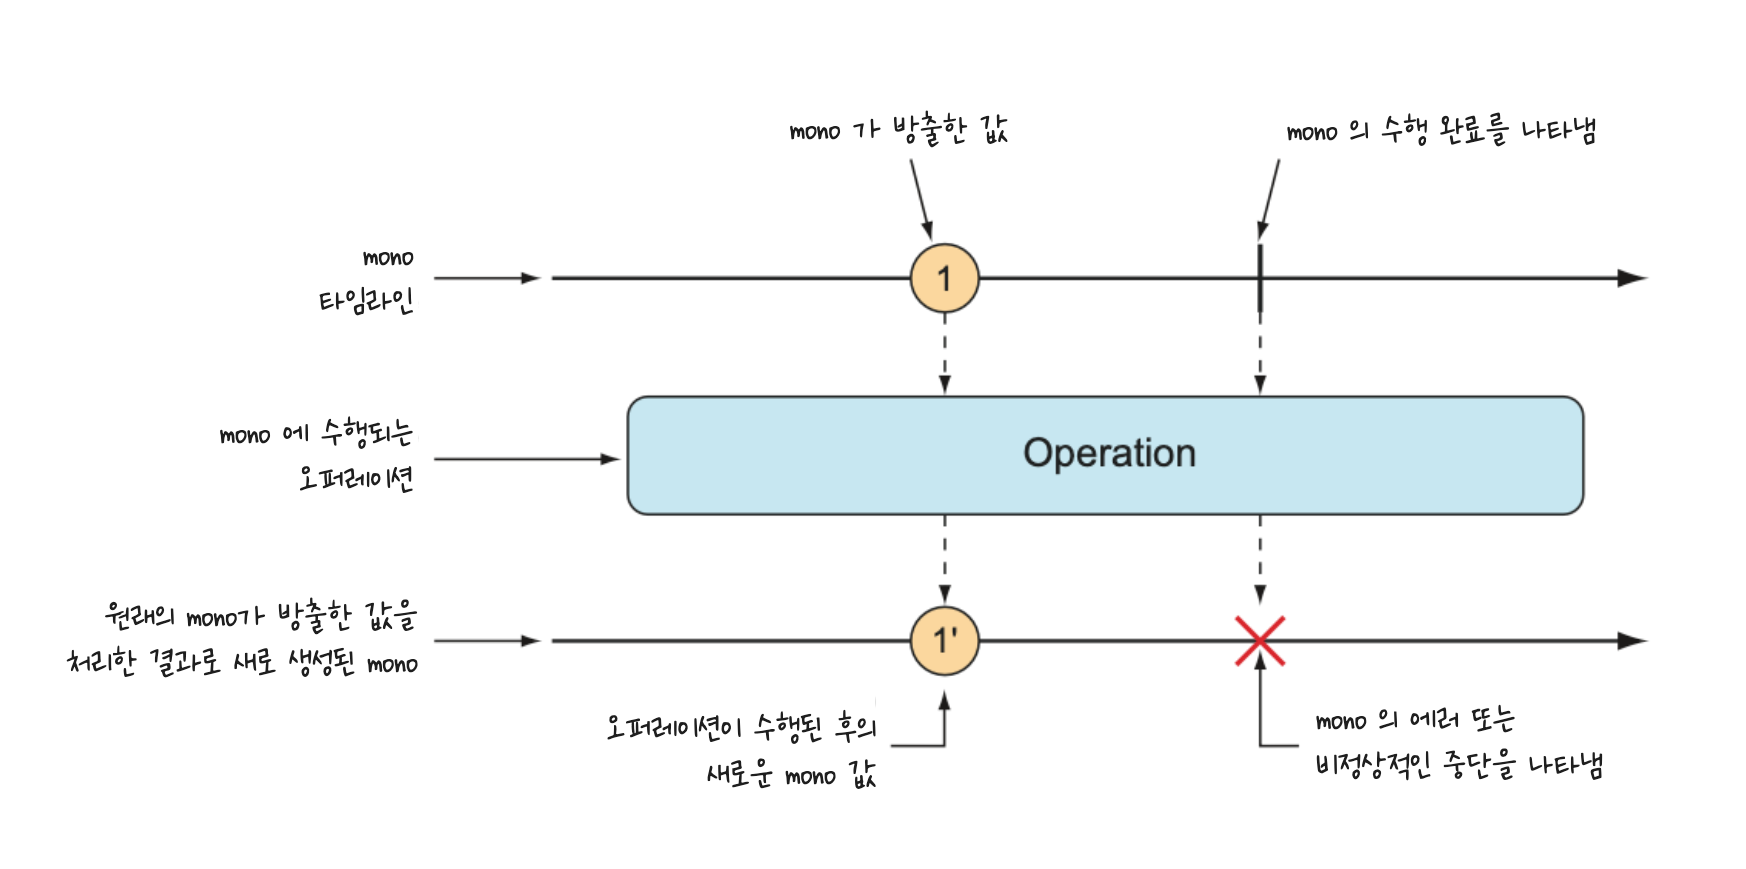 mono 가 방출한 값
mono 의 수행 완료를 나타냄
mono
타임라인
1
mono 에 수행되는
오퍼레이션
Operation
원래의 mono가 방출한 값을
처리한 결과로 새로 생성된 mono
1'
오퍼레이션이 수행된 후의
새로운 mono 값
mono 의 에러 또는
비정상적인 중단을 나타냄